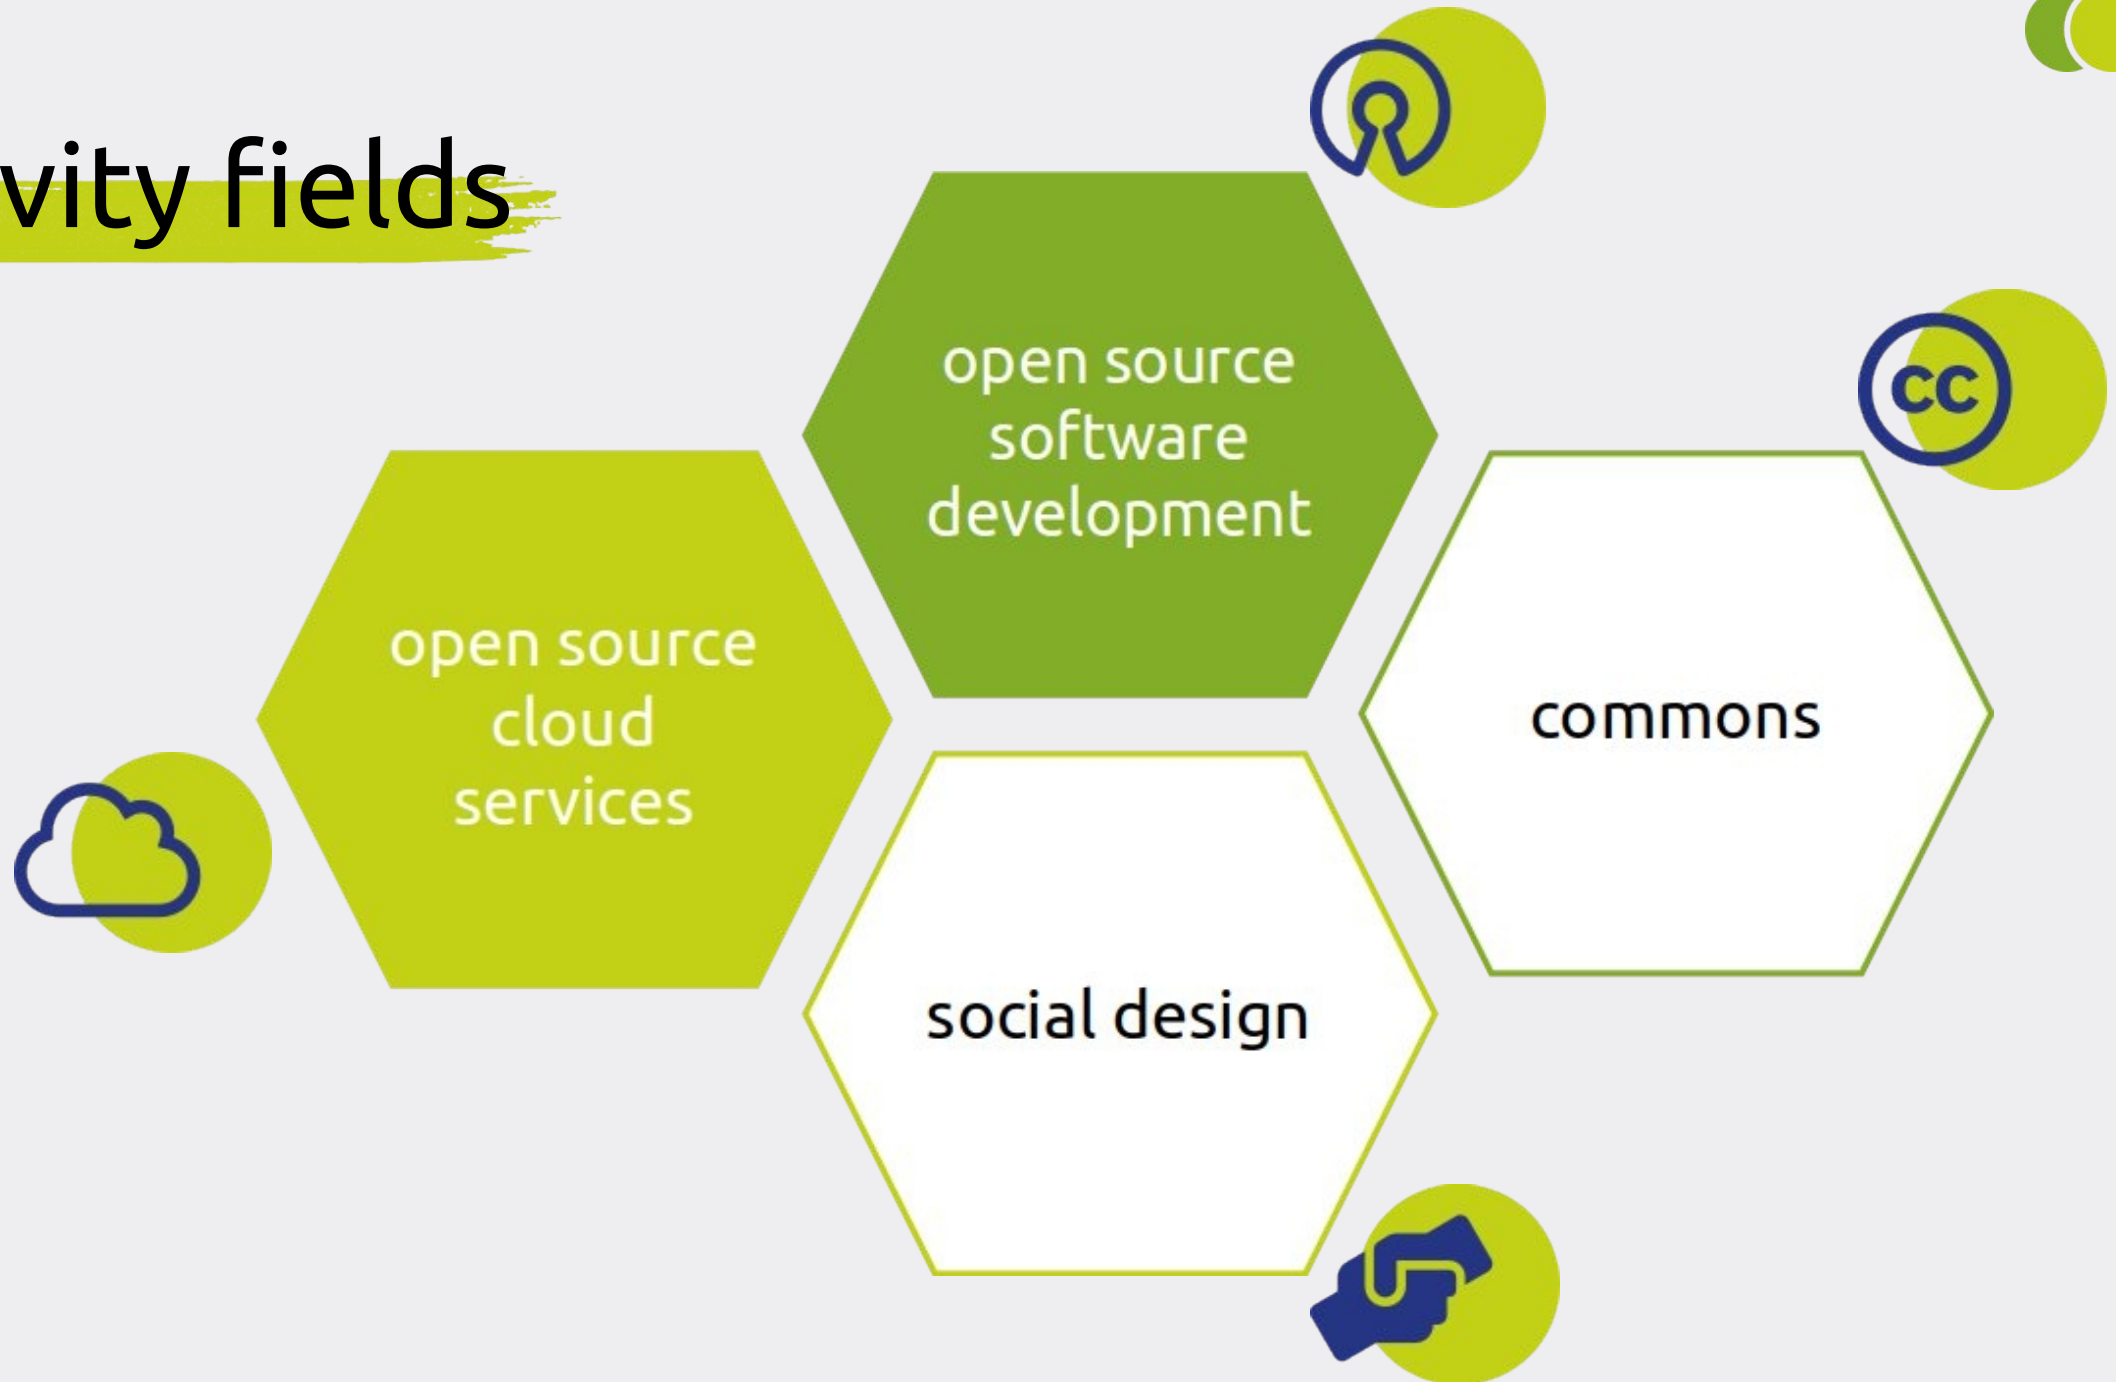 vity fields
open source
software
development
open source
cloud
services
commons
social design
cc